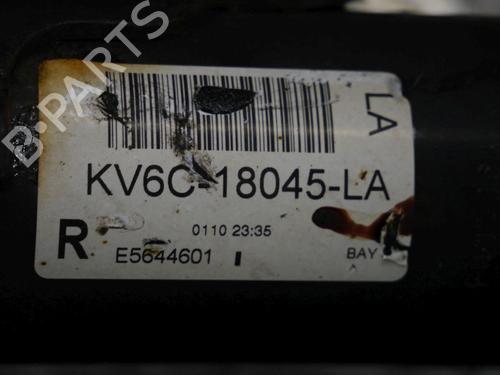 B-PARTS
LA
KV6C-18045-LA
R
0110 23:35
E5644601
BAY